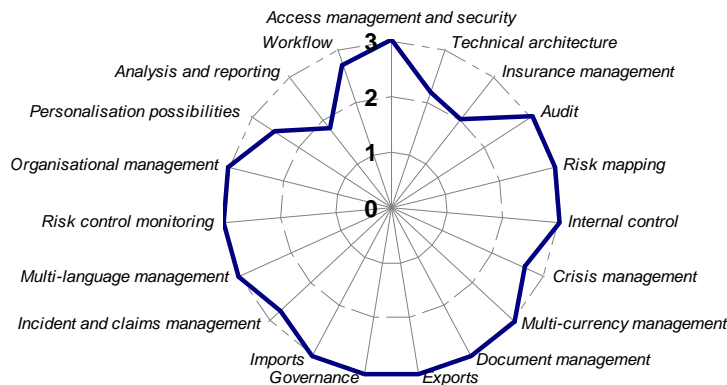 Access management and security
Workflow
3
Technical architecture
Analysis and reporting
Insurance management
Personalisation possibilities
2
Audit
Organisational management
1
Risk mapping
Risk control monitoring
0
Internal control
Multi-language management
Crisis management
Incident and claims management
Multi-currency management
Imports
Document management
Governance
Exports